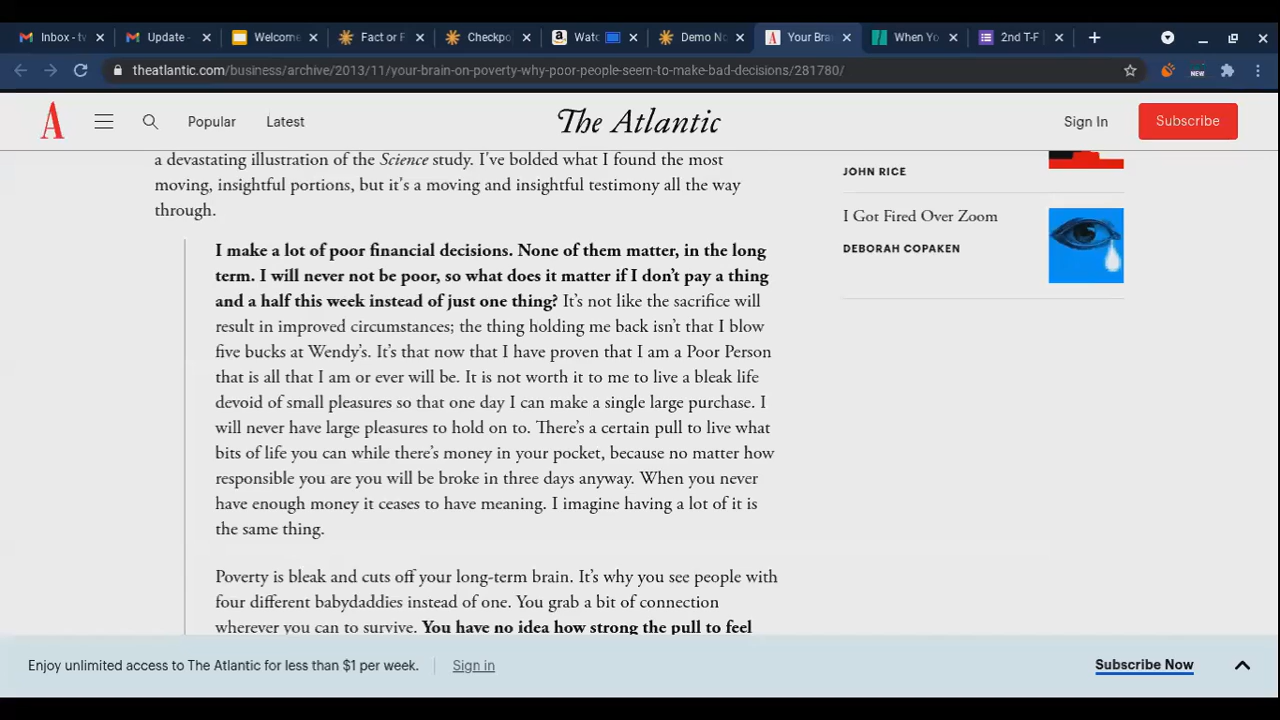 Inbox - tv
Update -
Welcome
Fact or F
Checkpo
Watc
Demo No
Your Brai
When Yo
2nd T-F
theatlantic.com/business/archive/2013/11/your-brain-on-poverty-why-poor-people-seem-to-make-bad-decisions/281780/
NEW
Popular
Latest
The Atlantic
Sign In
Subscribe
a devastating illustration of the Science study. I've bolded what I found the most
moving, insightful portions, but it's a moving and insightful testimony all the way
through.
I make a lot of poor financial decisions. None of them matter, in the long
term. I will never not be poor, so what does it matter if I don't pay a thing
and a half this week instead of just one thing? It's not like the sacrifice will
result in improved circumstances; the thing holding me back isn't that I blow
five bucks at Wendy's. It's that now that I have proven that I am a Poor Person
that is all that I am or ever will be. It is not worth it to me to live a bleak life
devoid of small pleasures so that one day I can make a single large purchase. I
will never have large pleasures to hold on to. There's a certain pull to live what
bits of life you can while there's money in your pocket, because no matter how
responsible you are you will be broke in three days anyway. When you never
have enough money it ceases to have meaning. I imagine having a lot of it is
the same thing.
Poverty is bleak and cuts off your long-term brain. It's why you see people with
four different babydaddies instead of one. You grab a bit of connection
wherever you can to survive. You have no idea how strong the pull to feel
JOHN RICE
I Got Fired Over Zoom
DEBORAH COPAKEN
Enjoy unlimited access to The Atlantic for less than $1 per week.
Sign in
Subscribe Now